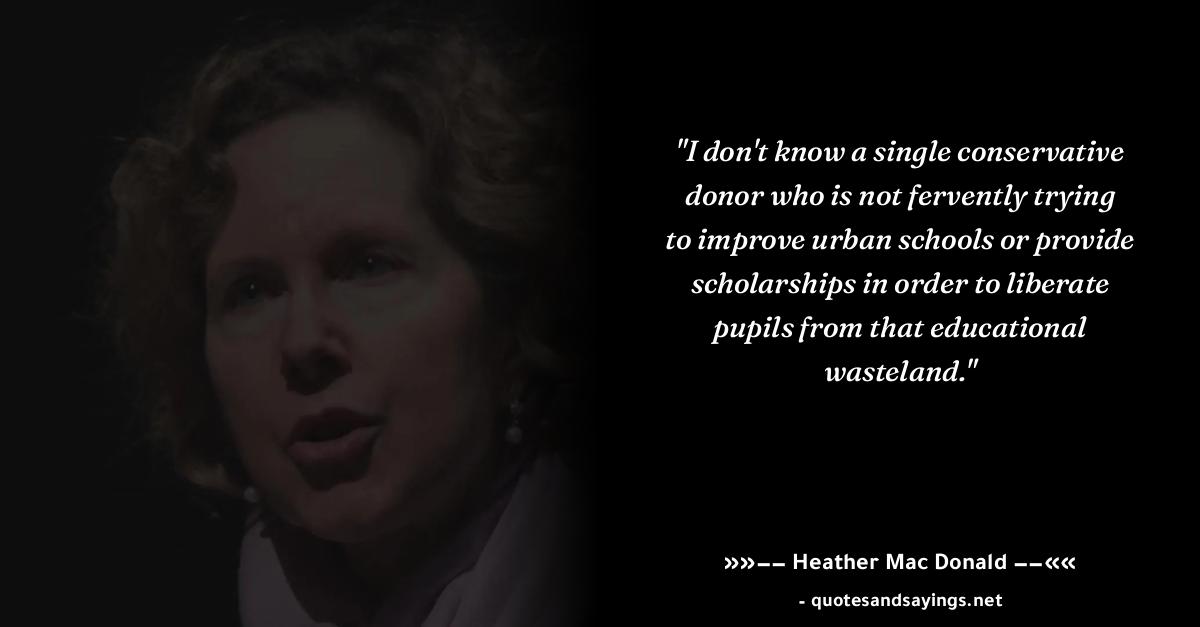 "I don't know a single conservative
donor who is not fervently trying
to improve urban schools or provide
scholarships in order to liberate
pupils from that educational
wasteland."
»»–– Heather Mac Donald ––««
- quotesandsayings.net